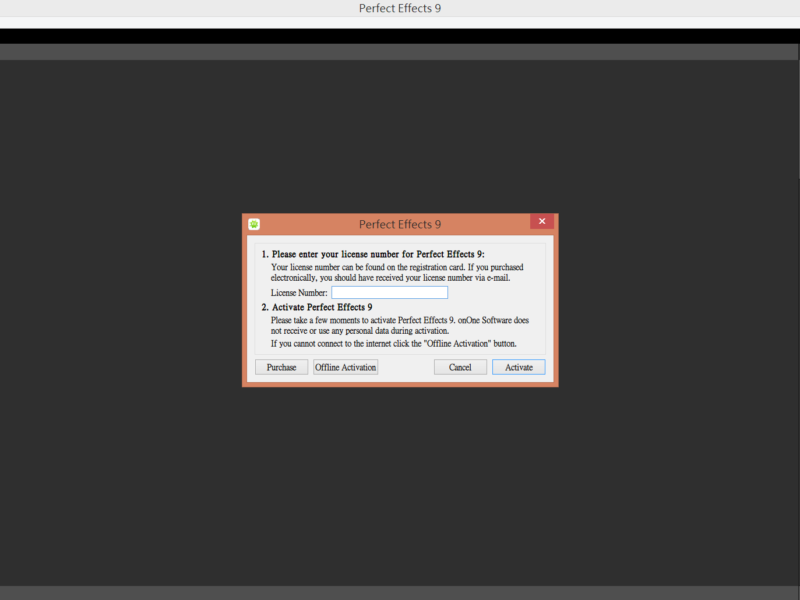 Perfect Effects 9
Perfect Effects 9
1. Please enter your license number for Perfect Effects 9:
Your license number can be found on the registration card. If you purchased
electronically, you should have received your license number via e-mail.
License Number:
2. Activate Perfect Effects 9
Please take a few moments to activate Perfect Effects 9. onOne Software does
not receive or use any personal data during activation.
If you cannot connect to the internet click the "Offline Activation" button.
Purchase Offline Activation Cancel Activate